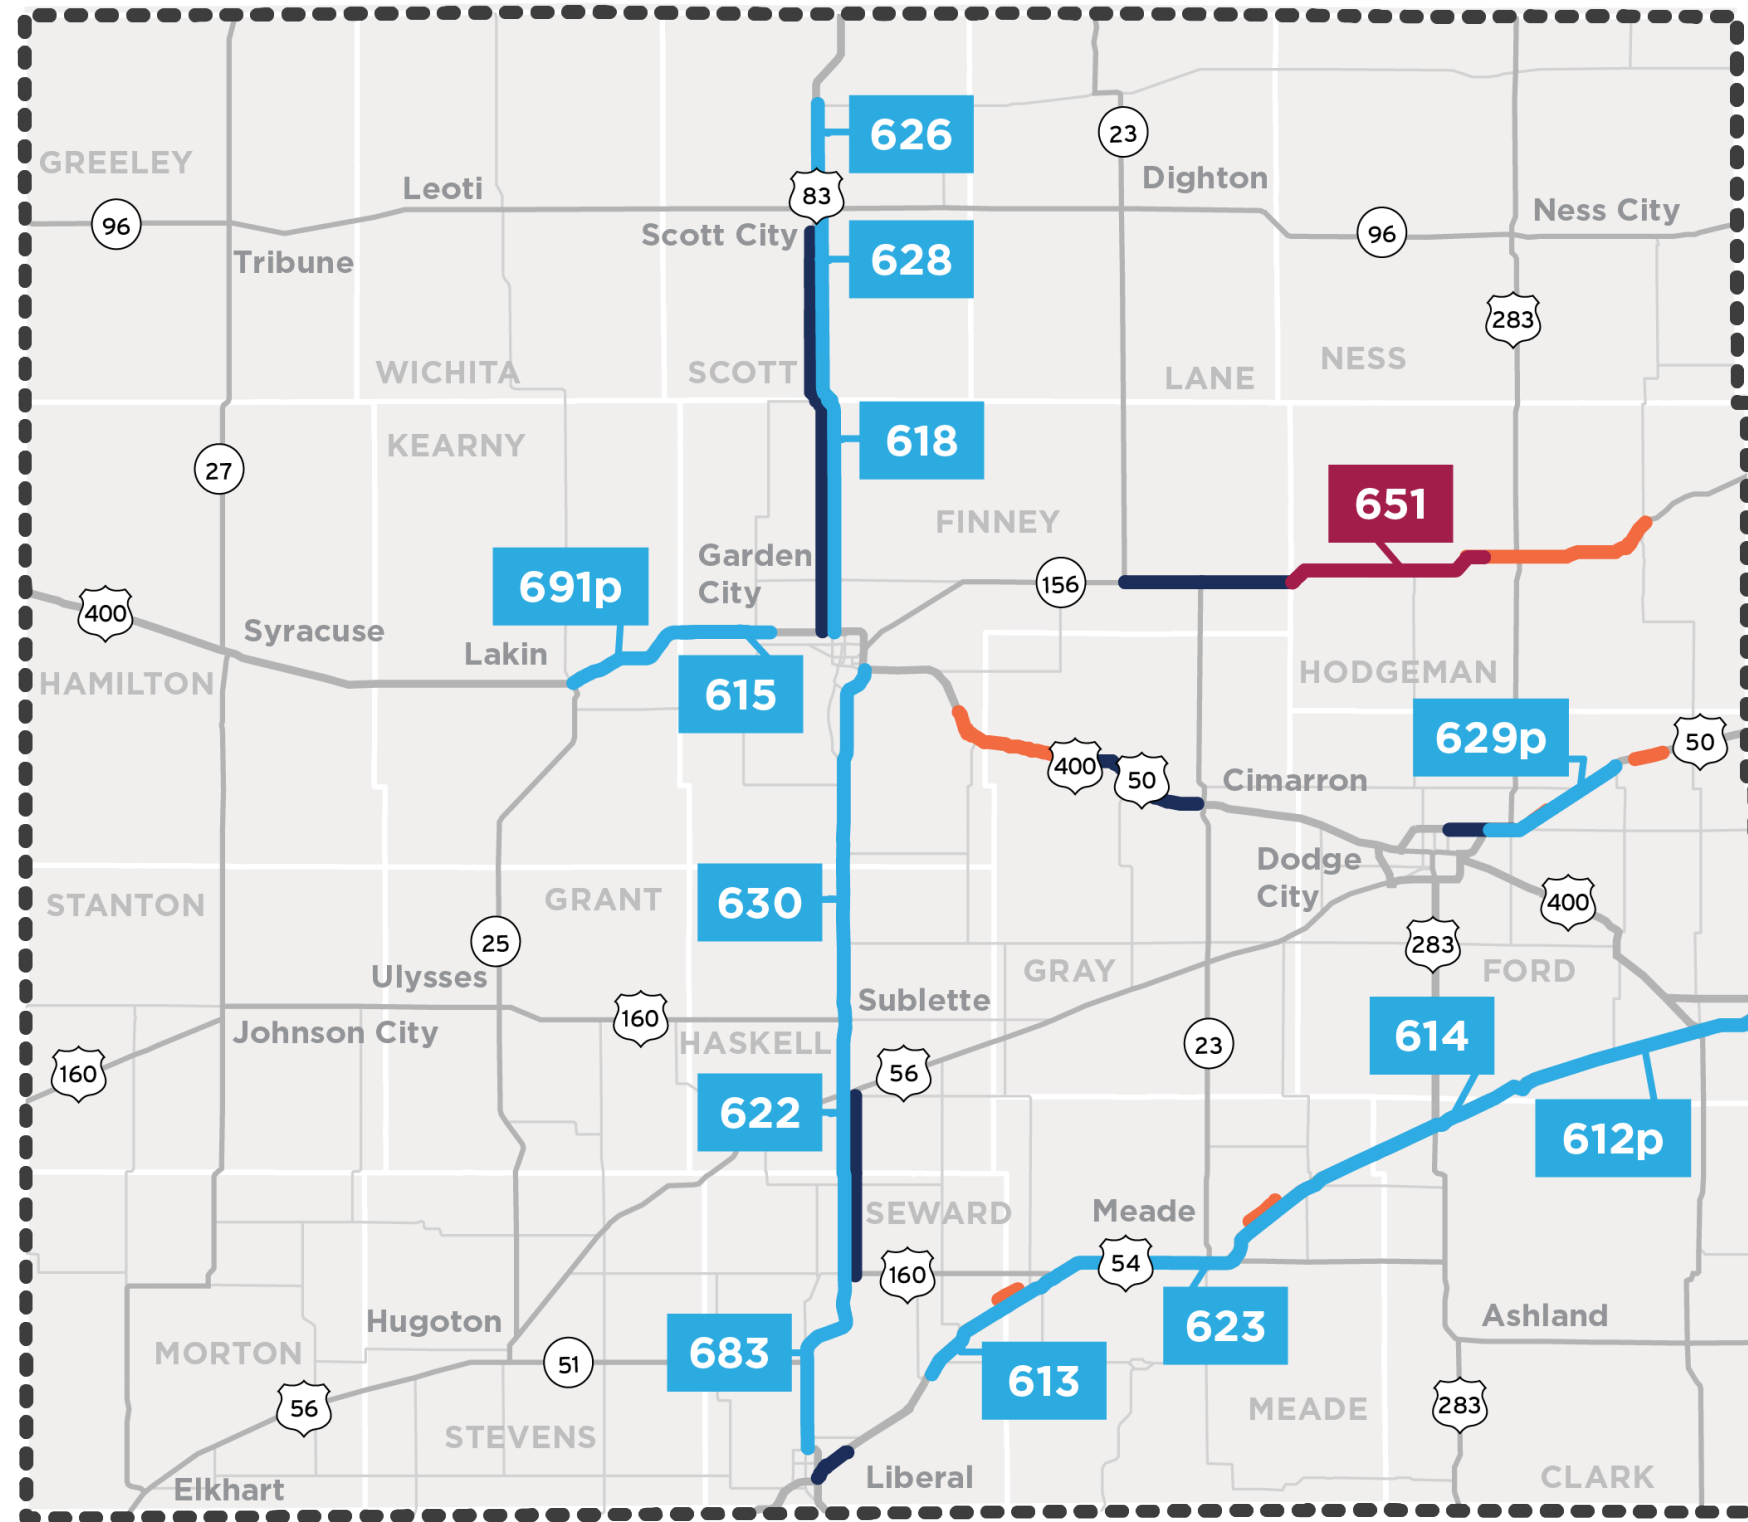 626
23
GREELEY
Dighton
Leoti
83
Ness City
96
Scott City
96
628
Tribune
283
WICHITA
SCOTT
LANE
NESS
KEARNY
618
27
651
FINNEY
Garden
City
156
691p
400
Syracuse
Lakin
HAMILTON
615
HODGEMAN
629p
50
400
50
Cimarron
Dodge
City
STANTON
GRANT
630
400
25
283
Ulysses
GRAY
FORD
Sublette
160
Johnson City
HASKELL
614
23
160
56
622
612p
SEWARD
Meade
54
160
Hugoton
623
Ashland
MORTON
683
51
613
56
STEVENS
MEADE
283
Liberal
CLARK
Elkhart